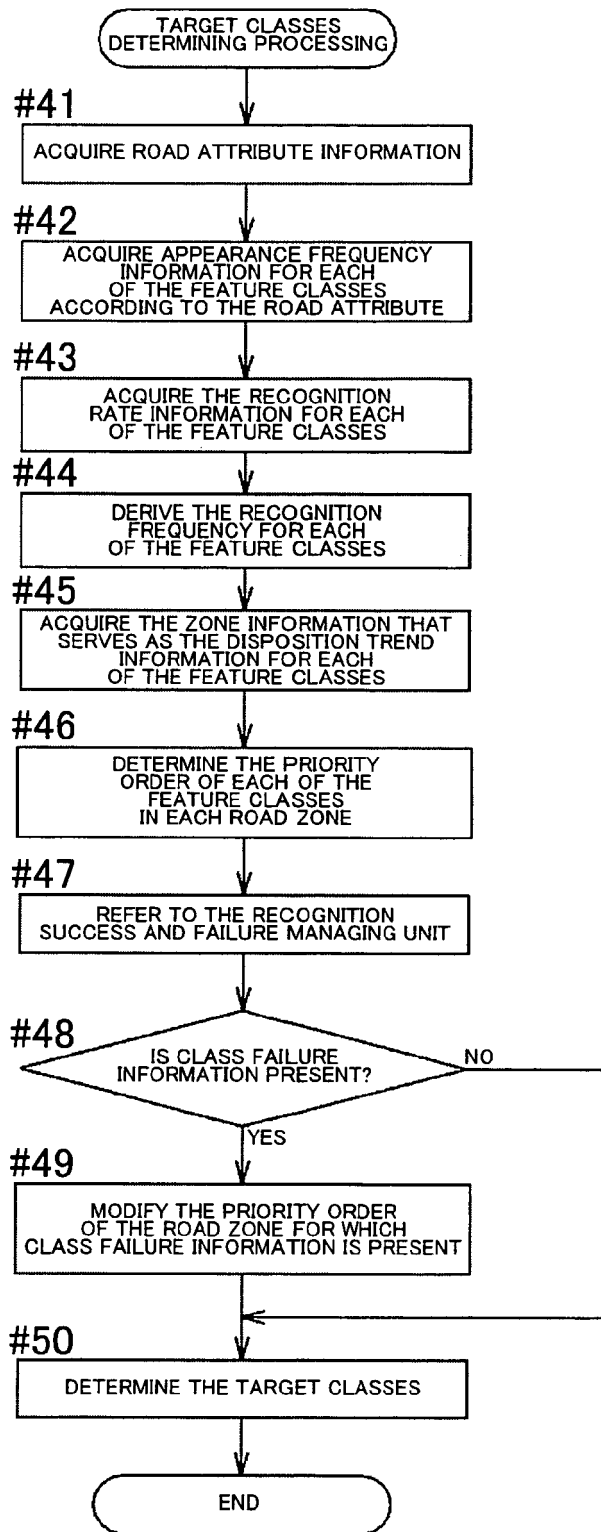 TARGET CLASSES
DETERMINING PROCESSING
#41
ACQUIRE ROAD ATTRIBUTE INFORMATION
#42
ACQUIRE APPEARANCE FREQUENCY
INFORMATION FOR EACH
OF THE FEATURE CLASSES
ACCORDING TO THE ROAD ATTRIBUTE
#43
ACQUIRE THE RECOGNITION
RATE INFORMATION FOR EACH
OF THE FEATURE CLASSES
#44
DERIVE THE RECOGNITION
FREQUENCY FOR EACH
OF THE FEATURE CLASSES
#45
ACQUIRE THE ZONE INFORMATION THAT
SERVES AS THE DISPOSITION TREND
INFORMATION FOR EACH
OF THE FEATURE CLASSES
#46
DETERMINE THE PRIORITY
ORDER OF EACH OF THE
FEATURE CLASSES
IN EACH ROAD ZONE
#47
REFER TO THE RECOGNITION
SUCCESS AND FAILURE MANAGING UNIT
#48
IS CLASS FAILURE
INFORMATION PRESENT?
NO
YES
#49
MODIFY THE PRIORITY ORDER
OF THE ROAD ZONE FOR WHICH
CLASS FAILURE INFORMATION IS PRESENT
#50
DETERMINE THE TARGET CLASSES
END